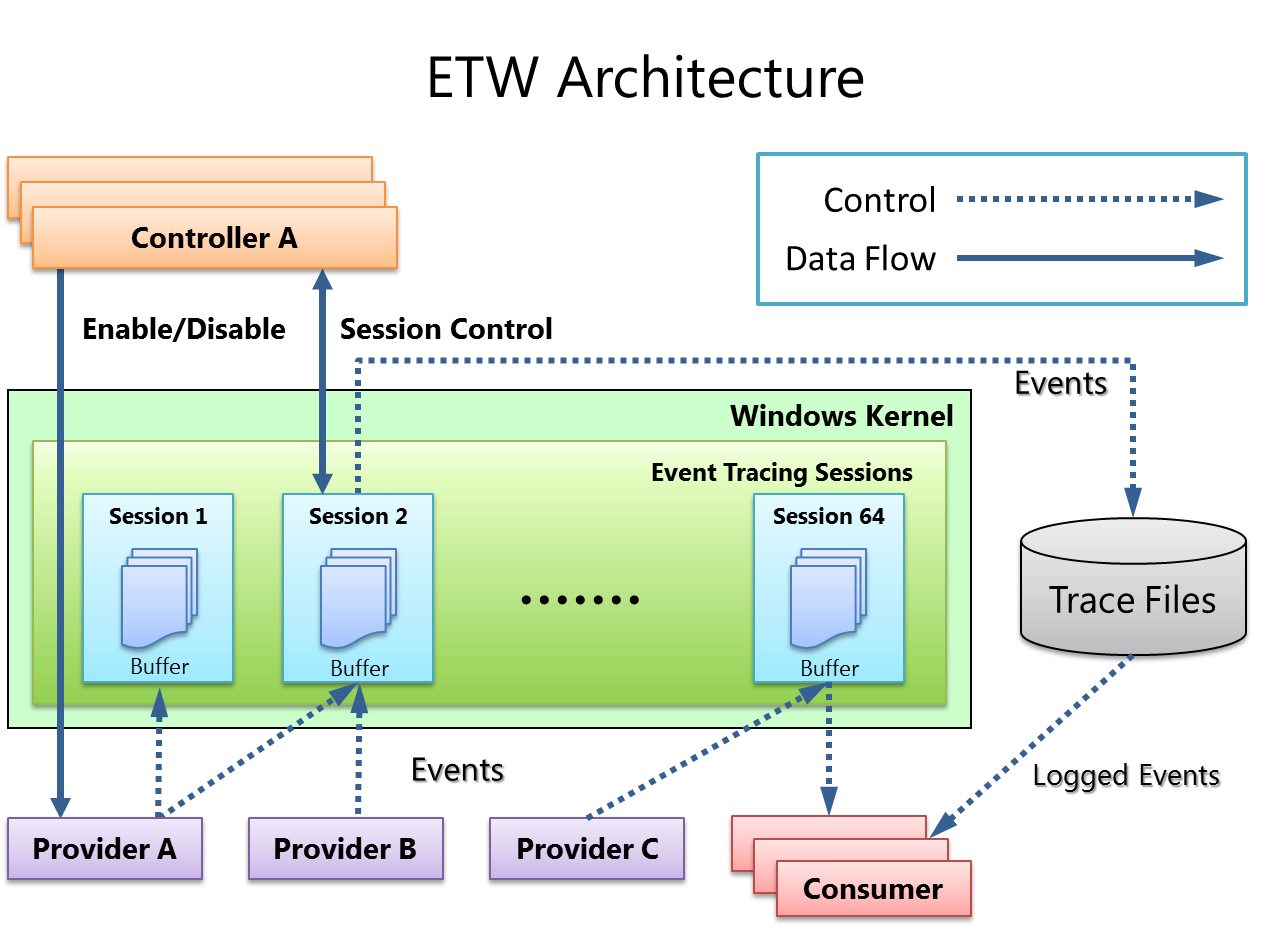 ETW Architecture
Control
Data Flow
Controller A
Enable/Disable
Session Control
Events
Windows Kernel
Event Tracing Sessions
Session 1
Session 2
Session 64
.......
Trace Files
Buffer
Buffer
Buffer
Events
Logged Events
Provider A
Provider B
Provider C
Consumer